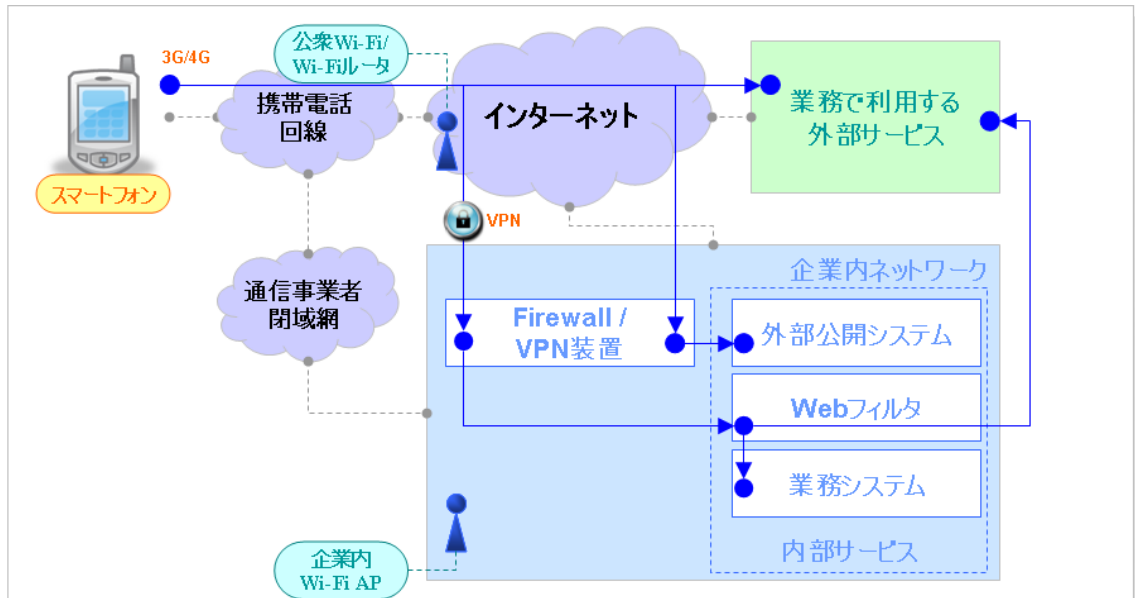 3G/4G
公衆Wi-Fi/
Wi-Fiルータ
携帯電話
回線
インターネット
業務で利用する
外部サービス
スマートフォン
VPN
通信事業者
閉域網
企業内ネットワーク
Firewall /
VPN装置
外部公開システム
Webフィルタ
業務システム
内部サービス
企業内
Wi-Fi AP